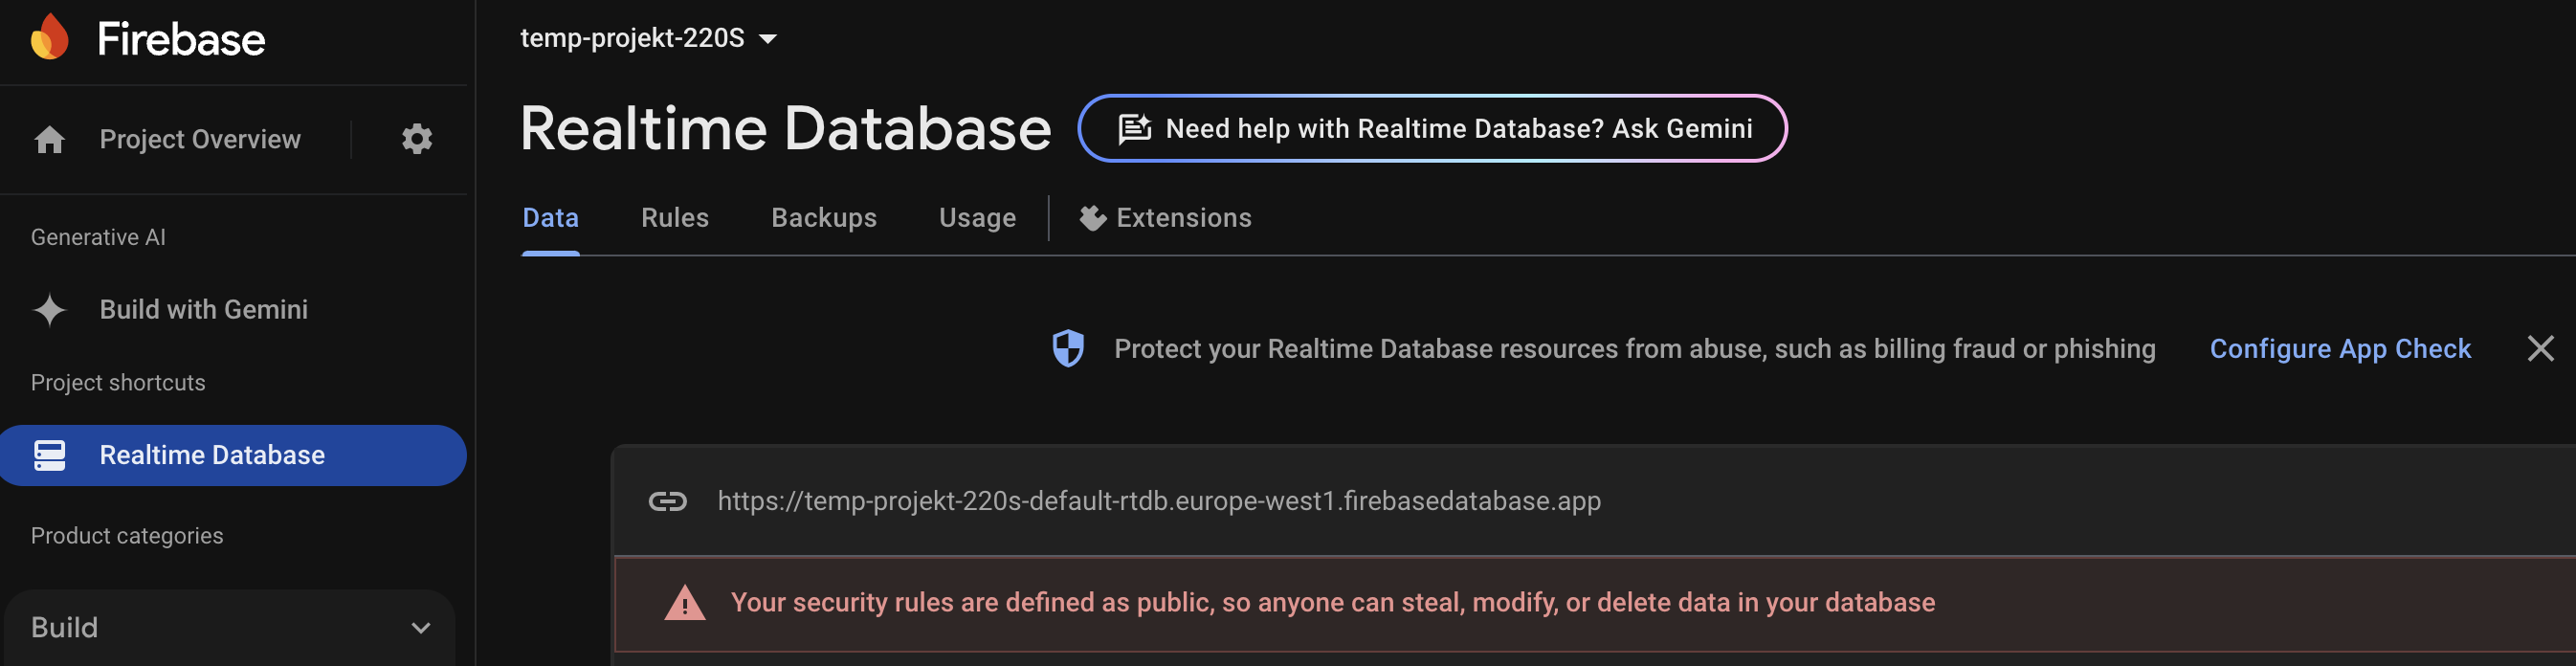 Firebase
Project Overview
Generative AI
Build with Gemini
Project shortcuts
Realtime Database
Product categories
Build
temp-projekt-220S
Realtime Database
Need help with Realtime Database? Ask Gemini
Data Rules Backups Usage Extensions
Protect your Realtime Database resources from abuse, such as billing fraud or phishing Configure App Check
https://temp-projekt-220s-default-rtdb.europe-west1.firebasedatabase.app
Your security rules are defined as public, so anyone can steal, modify, or delete data in your database